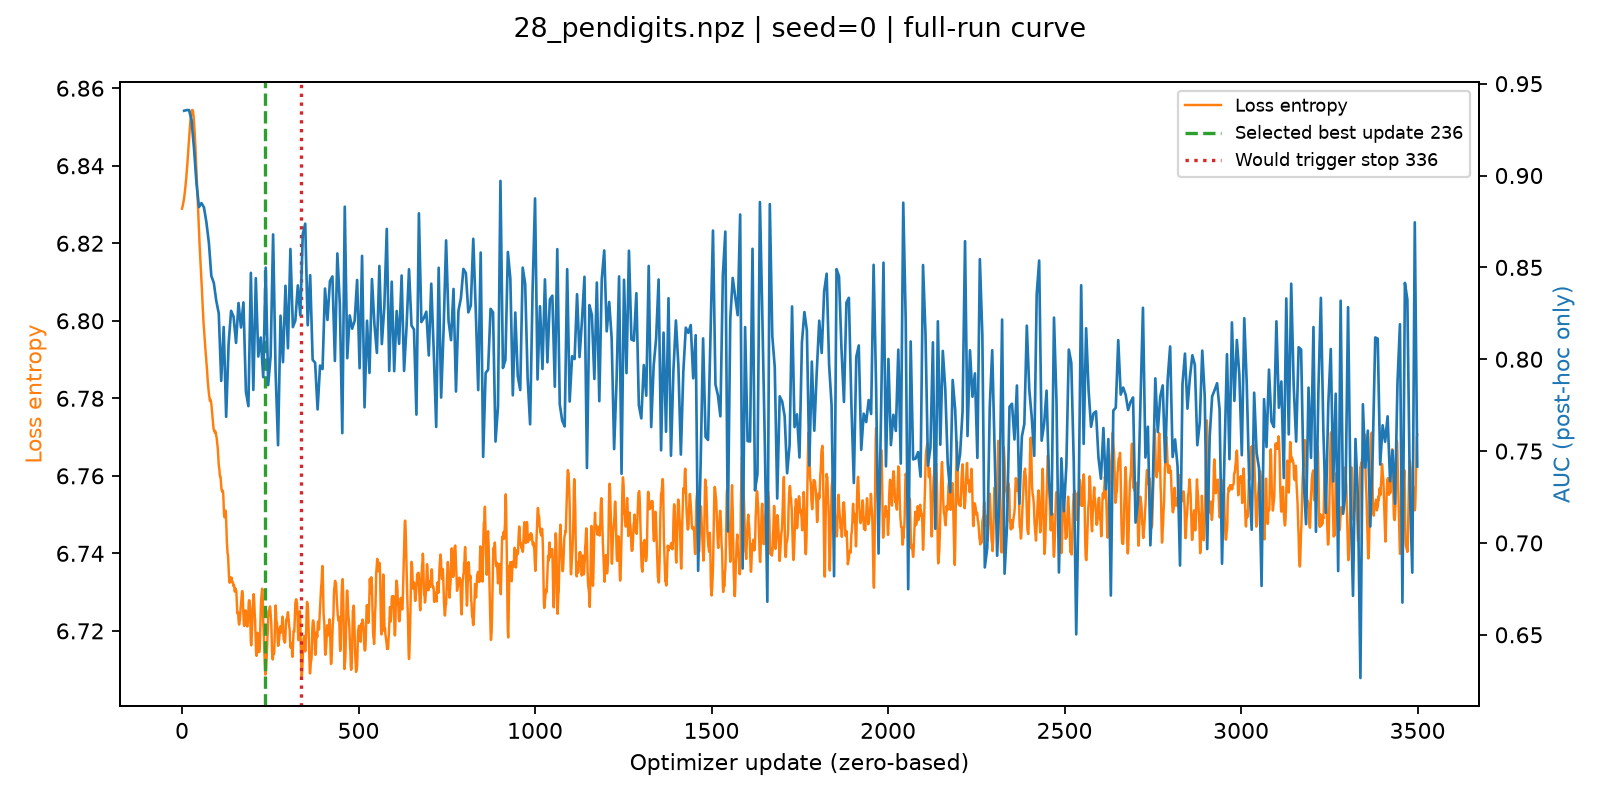 28_pendigits.npz | seed=0 | full-run curve
Loss entropy
Selected best update 236
Would trigger stop 336
6.86
6.84
6.82
6.80
6.78
6.76
6.74
6.72
Loss entropy
0.95
0.90
0.85
0.80
0.75
0.70
0.65
AUC (post-hoc only)
0 500 1000 1500 2000 2500 3000 3500
Optimizer update (zero-based)